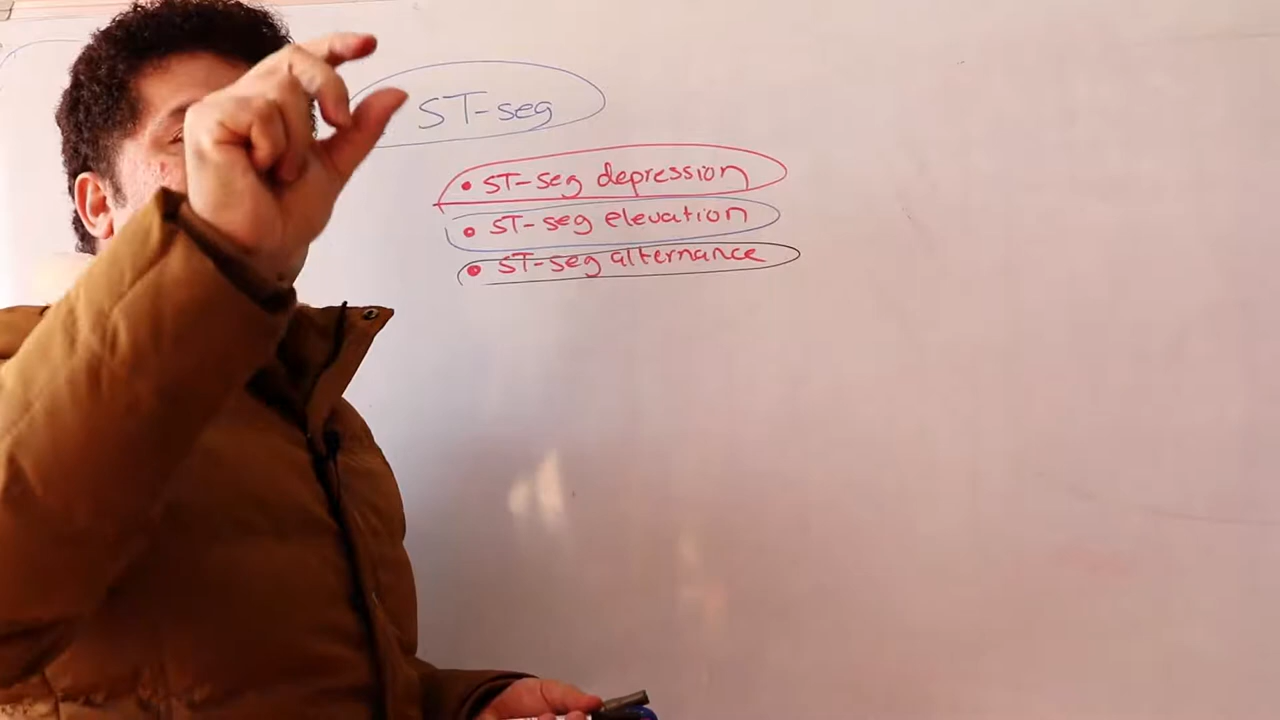 ST-seg
• ST-seg depression
• ST-seg elevation
• ST-seg alternance